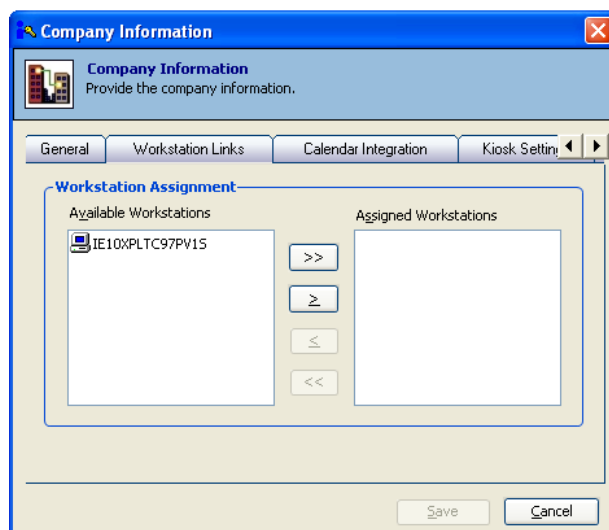 Company Information
Company Information
Provide the company information.
General Workstation Links Calendar Integration Kiosk
Workstation Assignment
Available Workstations Assigned Workstations
IE10XPLTC97PV1S
>>
>
<
<<
Save Cancel